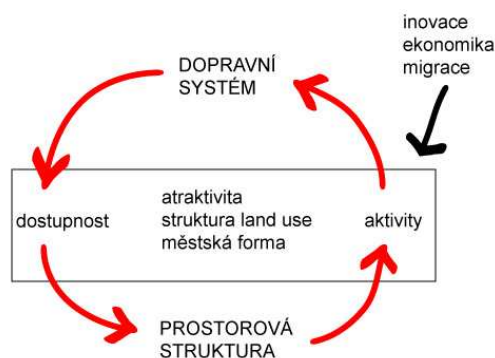 inovace
ekonomika
migrace
DOPRAVNÍ
SYSTÉM
dostupnost
atraktivita
struktura land use
městská forma
aktivity
PROSTOROVÁ
STRUKTURA